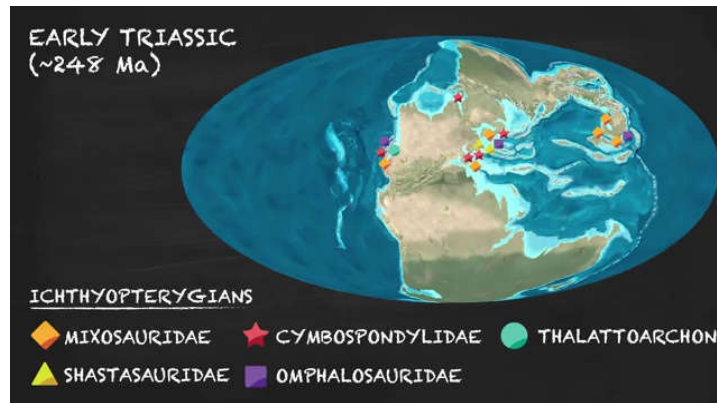 EARLY TRIASSIC
(~248 Ma)
ICHTHYOPTERYGIANS
MIXOSAURIDAE CYMBOSPONDYLIDAE THALATTOARCHON
SHASTASAURIDAE OMPHALOSAURIDAE